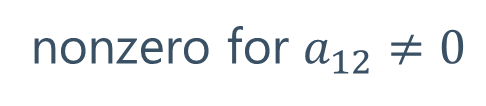 nonzero for a₁₂ ≠ 0